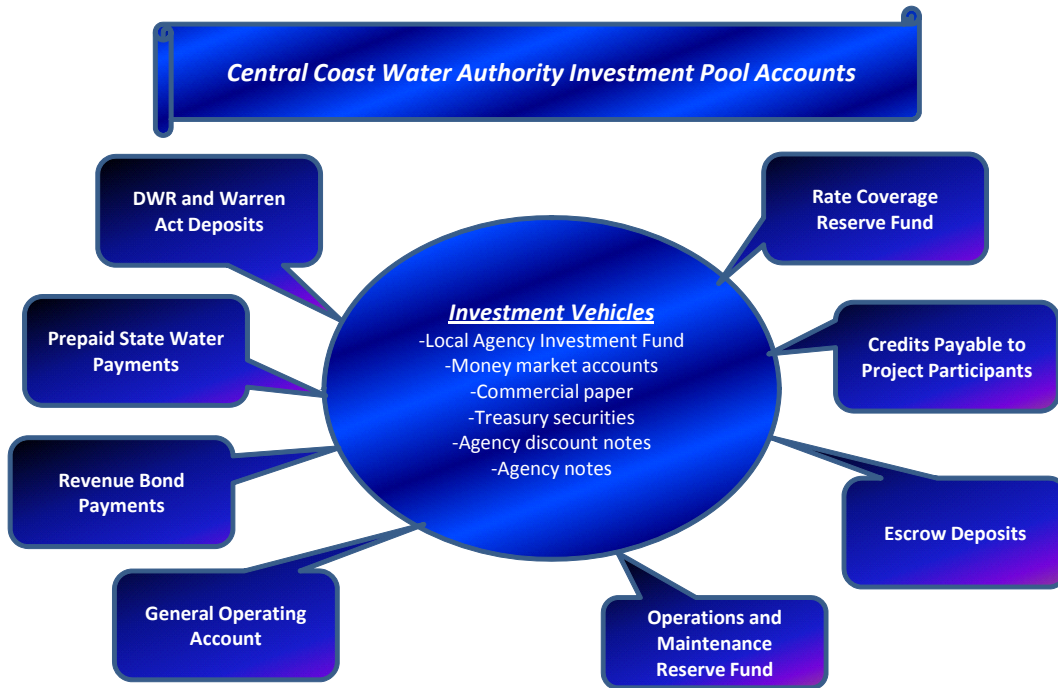 Central Coast Water Authority Investment Pool Accounts
DWR and Warren
Act Deposits
Rate Coverage
Reserve Fund
Prepaid State Water
Payments
Investment Vehicles
-Local Agency Investment Fund
-Money market accounts
-Commercial paper
-Treasury securities
-Agency discount notes
-Agency notes
Credits Payable to
Project Participants
Revenue Bond
Payments
Escrow Deposits
General Operating
Account
Operations and
Maintenance
Reserve Fund